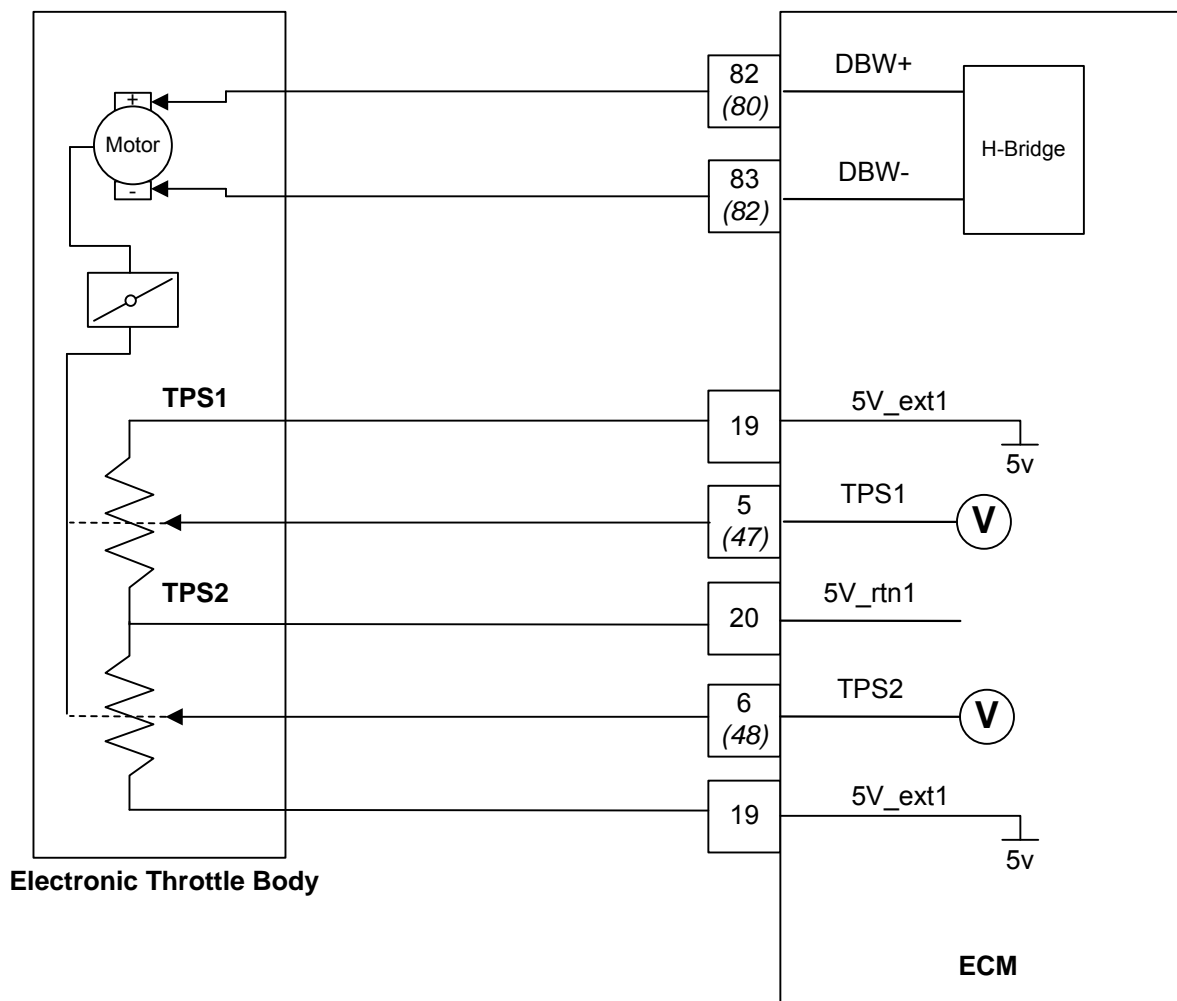 82
(80)
DBW+
+
Motor
-
H-Bridge
83
(82)
DBW-
TPS1
19
5V_ext1
5v
5
(47)
TPS1
V
TPS2
20
5V_rtn1
6
(48)
TPS2
V
19
5V_ext1
5v
Electronic Throttle Body
ECM